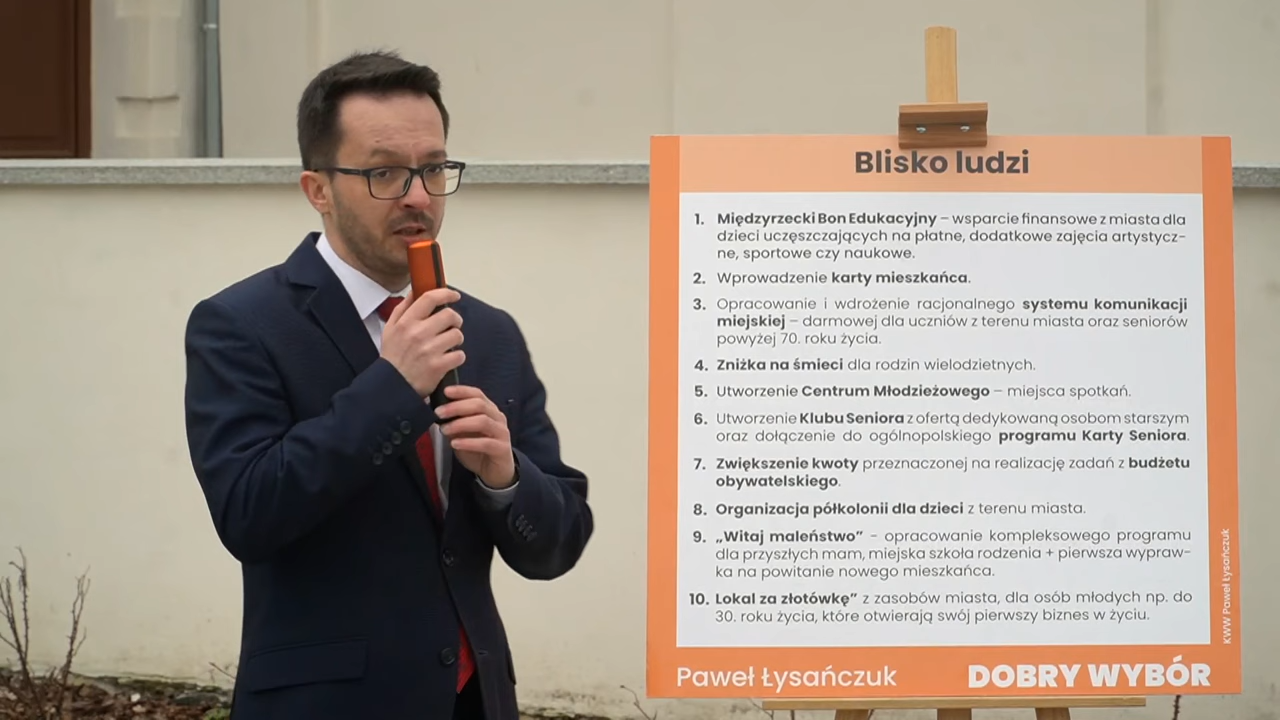 Blisko ludzi
1. Międzyrzecki Bon Edukacyjny – wsparcie finansowe z miasta dla
dzieci uczęszczających na płatne, dodatkowe zajęcia artystycz-
ne, sportowe czy naukowe.
2. Wprowadzenie karty mieszkańca.
3. Opracowanie i wdrożenie racjonalnego systemu komunikacji
miejskiej – darmowej dla uczniów z terenu miasta oraz seniorów
powyżej 70. roku życia.
4. Zniżka na śmieci dla rodzin wielodzietnych.
5. Utworzenie Centrum Młodzieżowego – miejsca spotkań.
6. Utworzenie Klubu Seniora z ofertą dedykowaną osobom starszym
oraz dołączenie do ogólnopolskiego programu Karty Seniora.
7. Zwiększenie kwoty przeznaczonej na realizację zadań z budżetu
obywatelskiego.
8. Organizacja półkolonii dla dzieci z terenu miasta.
9. „Witaj maleństwo” - opracowanie kompleksowego programu
dla przyszłych mam, miejska szkoła rodzenia + pierwsza wypraw-
ka na powitanie nowego mieszkańca.
10. Lokal za złotówkę” z zasobów miasta, dla osób młodych np. do
30. roku życia, które otwierają swój pierwszy biznes w życiu.
KWW Paweł Łysańczuk
Paweł Łysańczuk
DOBRY WYBÓR